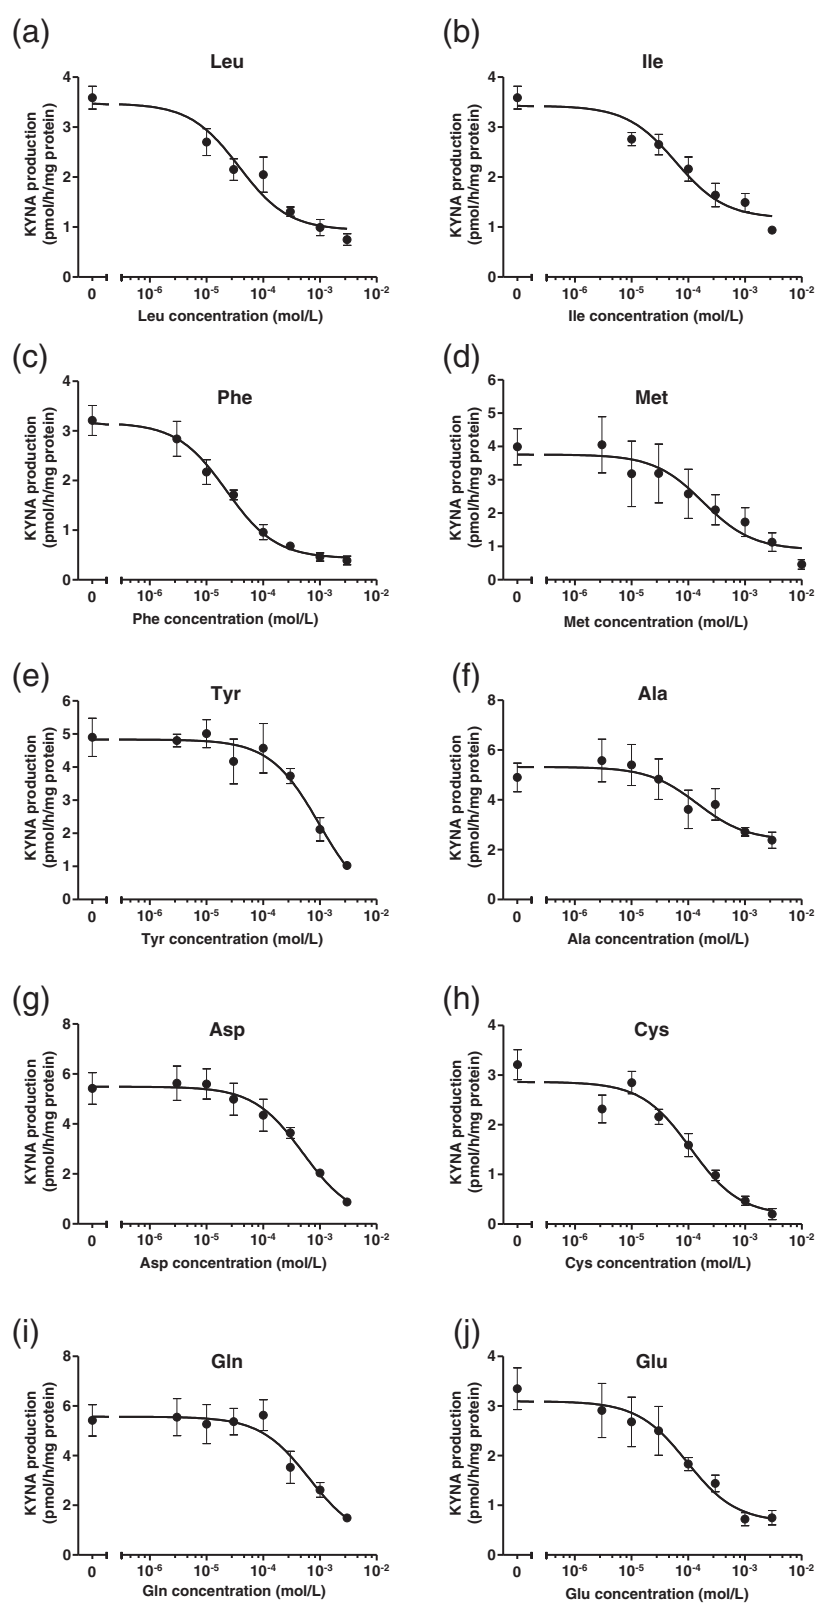 (a)
Leu
KYNA production
(pmol/h/mg protein)
4
3
2
1
0
0 10-6 10-5 10-4 10-3 10-2
Leu concentration (mol/L)
(b)
Ile
KYNA production
(pmol/h/mg protein)
4
3
2
1
0
0 10-6 10-5 10-4 10-3 10-2
Ile concentration (mol/L)
(c)
Phe
KYNA production
(pmol/h/mg protein)
4
3
2
1
0
0 10-6 10-5 10-4 10-3 10-2
Phe concentration (mol/L)
(d)
Met
KYNA production
(pmol/h/mg protein)
6
5
4
3
2
1
0
0 10-6 10-5 10-4 10-3 10-2
Met concentration (mol/L)
(e)
Tyr
KYNA production
(pmol/h/mg protein)
6
5
4
3
2
1
0
0 10-6 10-5 10-4 10-3 10-2
Tyr concentration (mol/L)
(f)
Ala
KYNA production
(pmol/h/mg protein)
8
6
4
2
0
0 10-6 10-5 10-4 10-3 10-2
Ala concentration (mol/L)
(g)
Asp
KYNA production
(pmol/h/mg protein)
8
6
4
2
0
0 10-6 10-5 10-4 10-3 10-2
Asp concentration (mol/L)
(h)
Cys
KYNA production
(pmol/h/mg protein)
4
3
2
1
0
0 10-6 10-5 10-4 10-3 10-2
Cys concentration (mol/L)
(i)
Gln
KYNA production
(pmol/h/mg protein)
8
6
4
2
0
0 10-6 10-5 10-4 10-3 10-2
Gln concentration (mol/L)
(j)
Glu
KYNA production
(pmol/h/mg protein)
4
3
2
1
0
0 10-6 10-5 10-4 10-3 10-2
Glu concentration (mol/L)